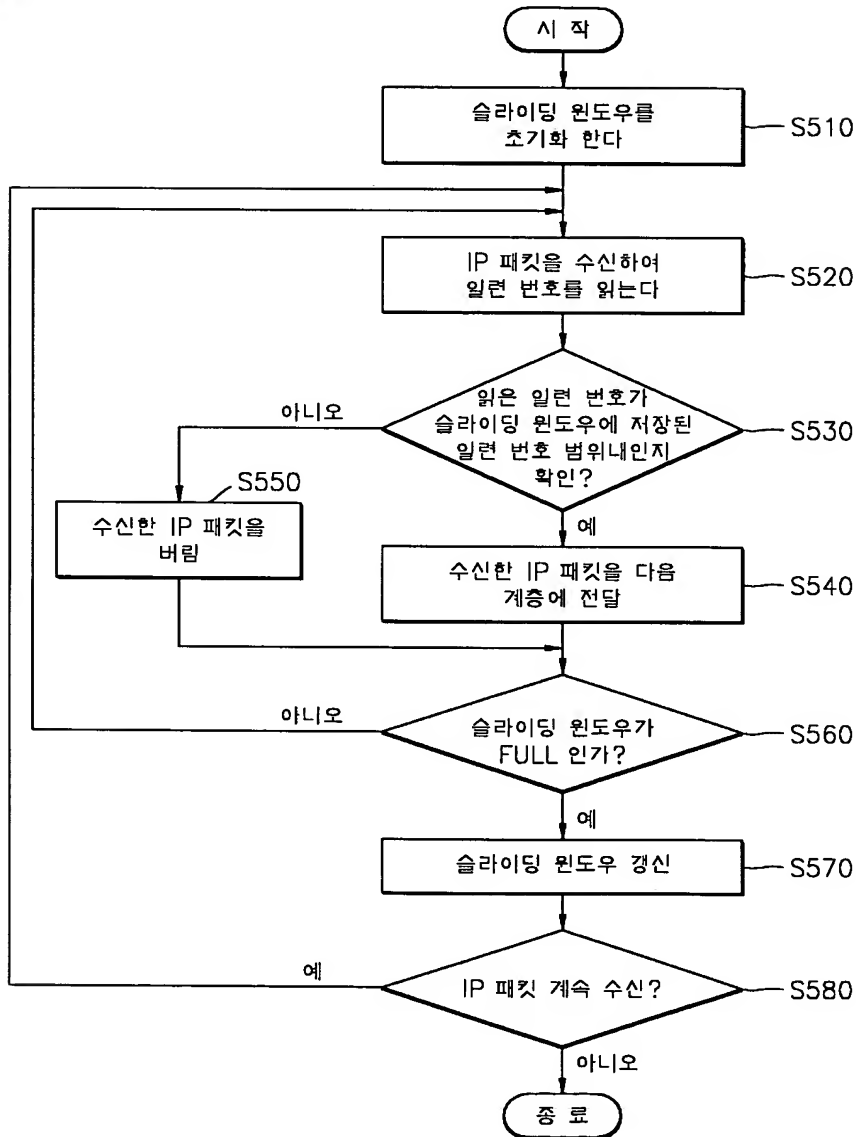 시 작
슬라이딩 윈도우를
초기화 한다
S510
IP 패킷을 수신하여
일련 번호를 읽는다
S520
아니오
읽은 일련 번호가
슬라이딩 윈도우에 저장된
일련 번호 범위내인지
확인?
S530
S550
수신한 IP 패킷을
버림
예
수신한 IP 패킷을 다음
계층에 전달
S540
아니오
슬라이딩 윈도우가
FULL 인가?
S560
예
슬라이딩 윈도우 갱신
S570
예
IP 패킷 계속 수신?
S580
아니오
종 료